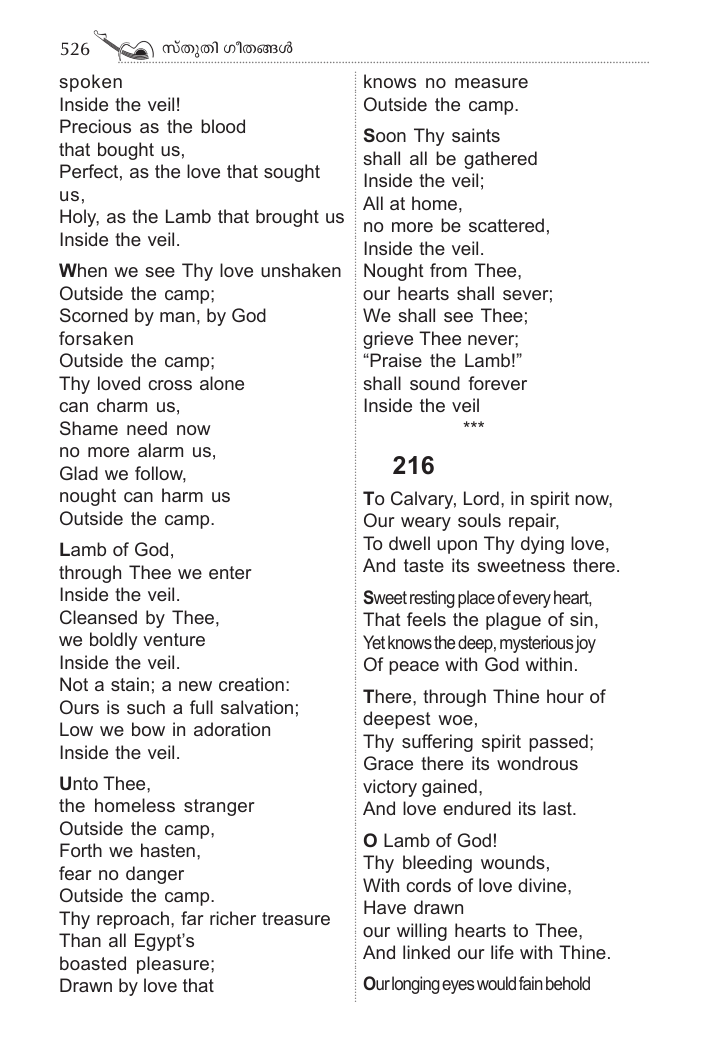 526 സ്തുതി ഗീതങ്ങൾ
spoken
Inside the veil!
Precious as the blood
that bought us,
Perfect, as the love that sought
us,
Holy, as the Lamb that brought us
Inside the veil.
When we see Thy love unshaken
Outside the camp;
Scorned by man, by God
forsaken
Outside the camp;
Thy loved cross alone
can charm us,
Shame need now
no more alarm us,
Glad we follow,
nought can harm us
Outside the camp.
Lamb of God,
through Thee we enter
Inside the veil.
Cleansed by Thee,
we boldly venture
Inside the veil.
Not a stain; a new creation:
Ours is such a full salvation;
Low we bow in adoration
Inside the veil.
Unto Thee,
the homeless stranger
Outside the camp,
Forth we hasten,
fear no danger
Outside the camp.
Thy reproach, far richer treasure
Than all Egypt’s
boasted pleasure;
Drawn by love that
knows no measure
Outside the camp.
Soon Thy saints
shall all be gathered
Inside the veil;
All at home,
no more be scattered,
Inside the veil.
Nought from Thee,
our hearts shall sever;
We shall see Thee;
grieve Thee never;
“Praise the Lamb!”
shall sound forever
Inside the veil
***
216
To Calvary, Lord, in spirit now,
Our weary souls repair,
To dwell upon Thy dying love,
And taste its sweetness there.
Sweet resting place of every heart,
That feels the plague of sin,
Yet knows the deep, mysterious joy
Of peace with God within.
There, through Thine hour of
deepest woe,
Thy suffering spirit passed;
Grace there its wondrous
victory gained,
And love endured its last.
O Lamb of God!
Thy bleeding wounds,
With cords of love divine,
Have drawn
our willing hearts to Thee,
And linked our life with Thine.
Our longing eyes would fain behold